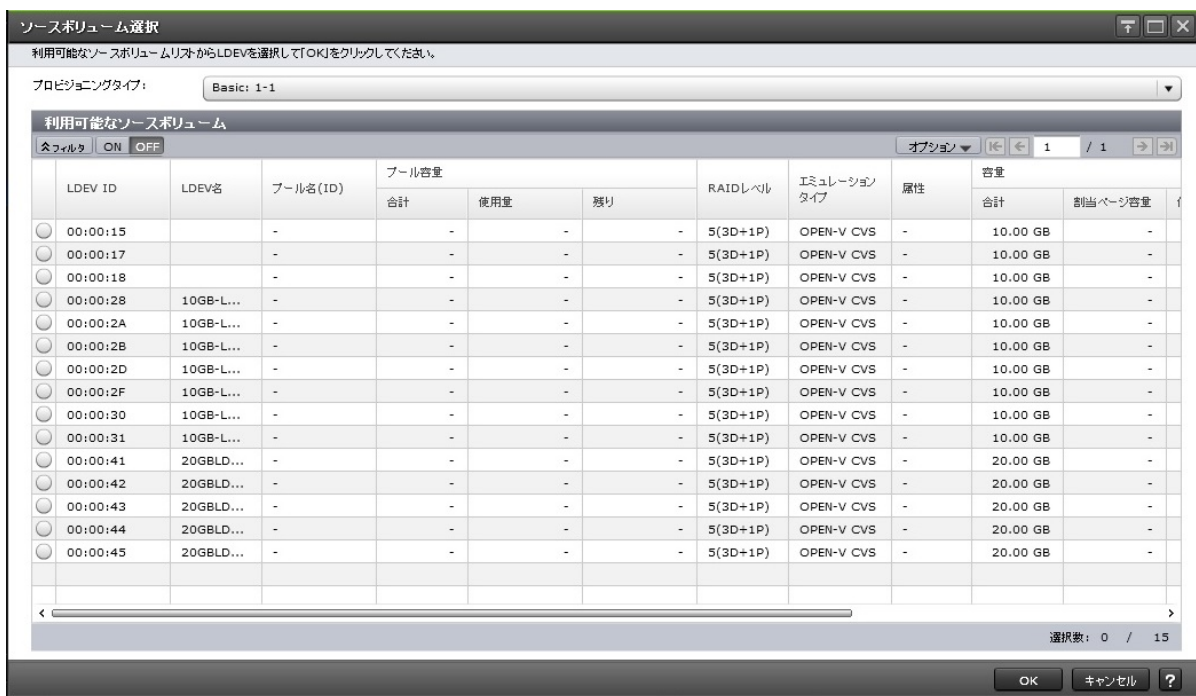 ソースボリューム選択
利用可能なソースボリュームリストからLDEVを選択して「OK」をクリックしてください。
プロビジョニングタイプ: Basic: 1-1
利用可能なソースボリューム
フィルタ ON OFF オプション 1 / 1
LDEV ID LDEV名 プール名(ID) プール容量 RAIDレベル エミュレーションタイプ 属性 容量
合計 使用量 残り 合計 割当ページ容量
00:00:15 - - - - 5(3D+1P) OPEN-V CVS - 10.00 GB -
00:00:17 - - - - 5(3D+1P) OPEN-V CVS - 10.00 GB -
00:00:18 - - - - 5(3D+1P) OPEN-V CVS - 10.00 GB -
00:00:28 10GB-L... - - - - 5(3D+1P) OPEN-V CVS - 10.00 GB -
00:00:2A 10GB-L... - - - - 5(3D+1P) OPEN-V CVS - 10.00 GB -
00:00:2B 10GB-L... - - - - 5(3D+1P) OPEN-V CVS - 10.00 GB -
00:00:2D 10GB-L... - - - - 5(3D+1P) OPEN-V CVS - 10.00 GB -
00:00:2F 10GB-L... - - - - 5(3D+1P) OPEN-V CVS - 10.00 GB -
00:00:30 10GB-L... - - - - 5(3D+1P) OPEN-V CVS - 10.00 GB -
00:00:31 10GB-L... - - - - 5(3D+1P) OPEN-V CVS - 10.00 GB -
00:00:41 20GBLD... - - - - 5(3D+1P) OPEN-V CVS - 20.00 GB -
00:00:42 20GBLD... - - - - 5(3D+1P) OPEN-V CVS - 20.00 GB -
00:00:43 20GBLD... - - - - 5(3D+1P) OPEN-V CVS - 20.00 GB -
00:00:44 20GBLD... - - - - 5(3D+1P) OPEN-V CVS - 20.00 GB -
00:00:45 20GBLD... - - - - 5(3D+1P) OPEN-V CVS - 20.00 GB -
選択数: 0 / 15
OK キャンセル ?